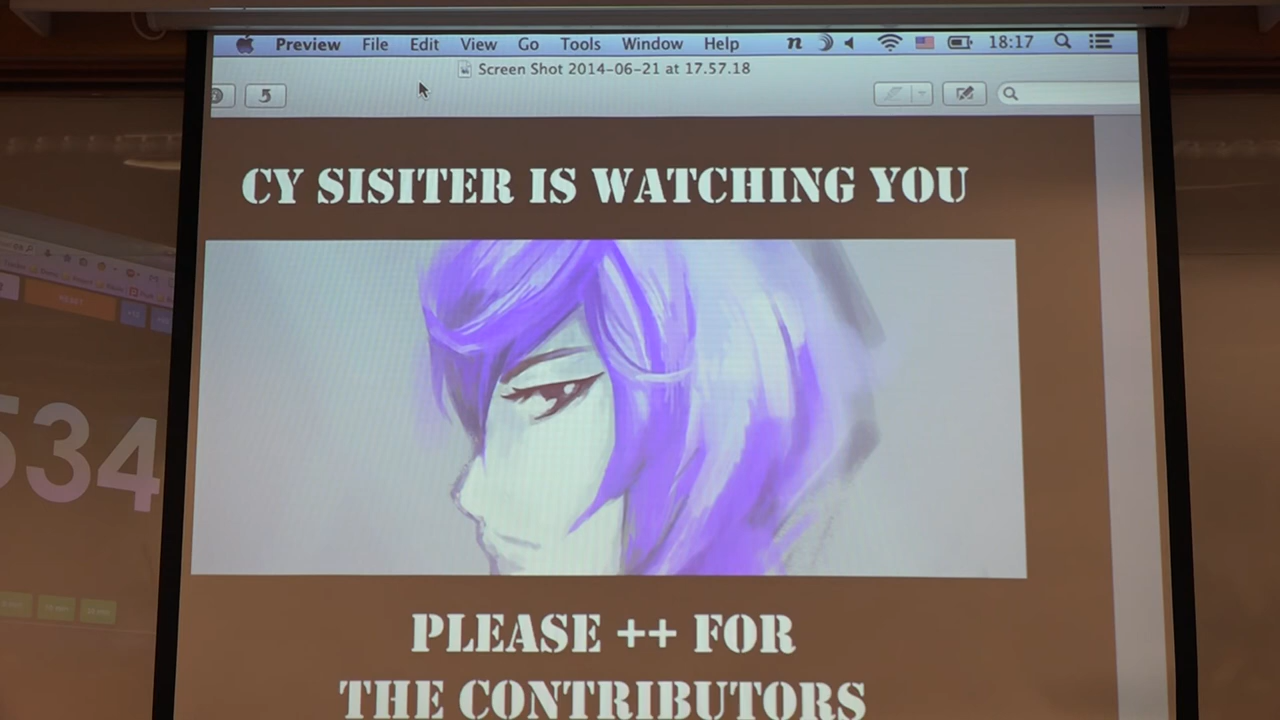 Preview File Edit View Go Tools Window Help 18:17
Screen Shot 2014-06-21 at 17.57.18
5
CY SISITER IS WATCHING YOU
534
PLEASE ++ FOR
THE CONTRIBUTORS